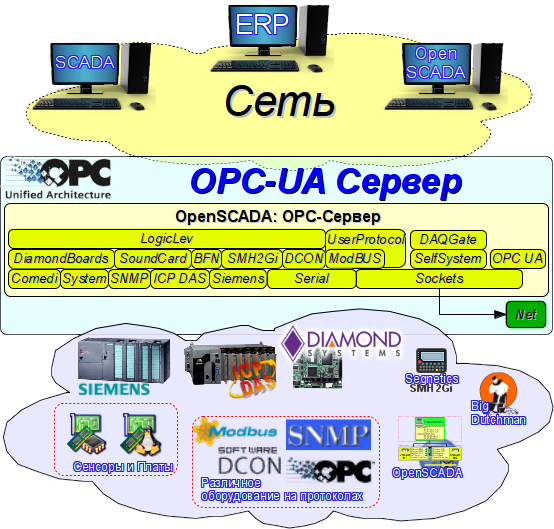 ERP
SCADA
Open
SCADA
Сеть
OPC
Unified Architecture
OPC-UA Сервер
OpenSCADA: OPC-Сервер
LogicLev
UserProtocol
DAQGate
DiamondBoards
SoundCard
BFN
SMH2Gi
DCON
ModBUS
SelfSystem
OPC UA
Comedi
System
SNMP
ICP DAS
Siemens
Serial
Sockets
Net
SIEMENS
ICP
DAS
DIAMOND
SYSTEMS
Segnetics
SMH2Gi
Big
Dutchman
Сенсоры и Платы
Modbus
SOFTWARE
DCON
SNMP
OPC
Различное
оборудование на протоколах
OpenSCADA